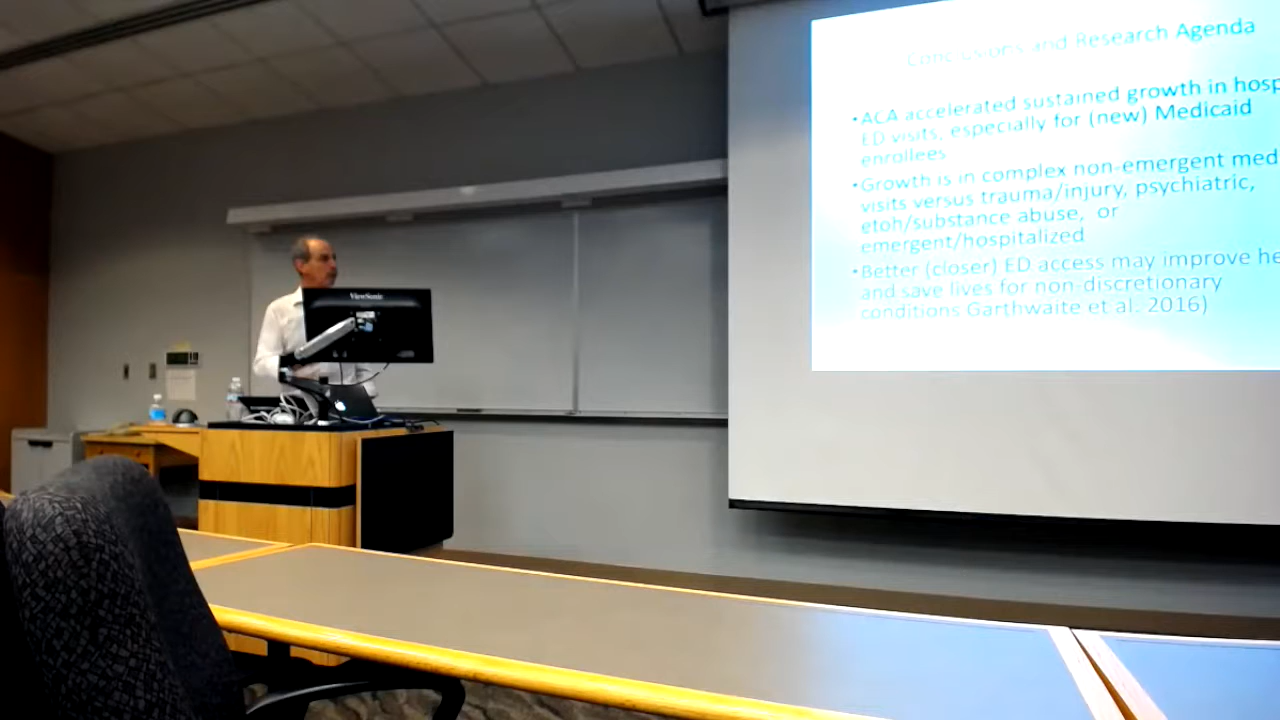 Conclusions and Research Agenda
•ACA accelerated sustained growth in hosp
ED visits, especially for (new) Medicaid
enrollees
•Growth is in complex non-emergent med
visits versus trauma/injury, psychiatric,
etoh/substance abuse, or
emergent/hospitalized
•Better (closer) ED access may improve he
and save lives for non-discretionary
conditions Garthwaite et al. 2016)
ViewSonic